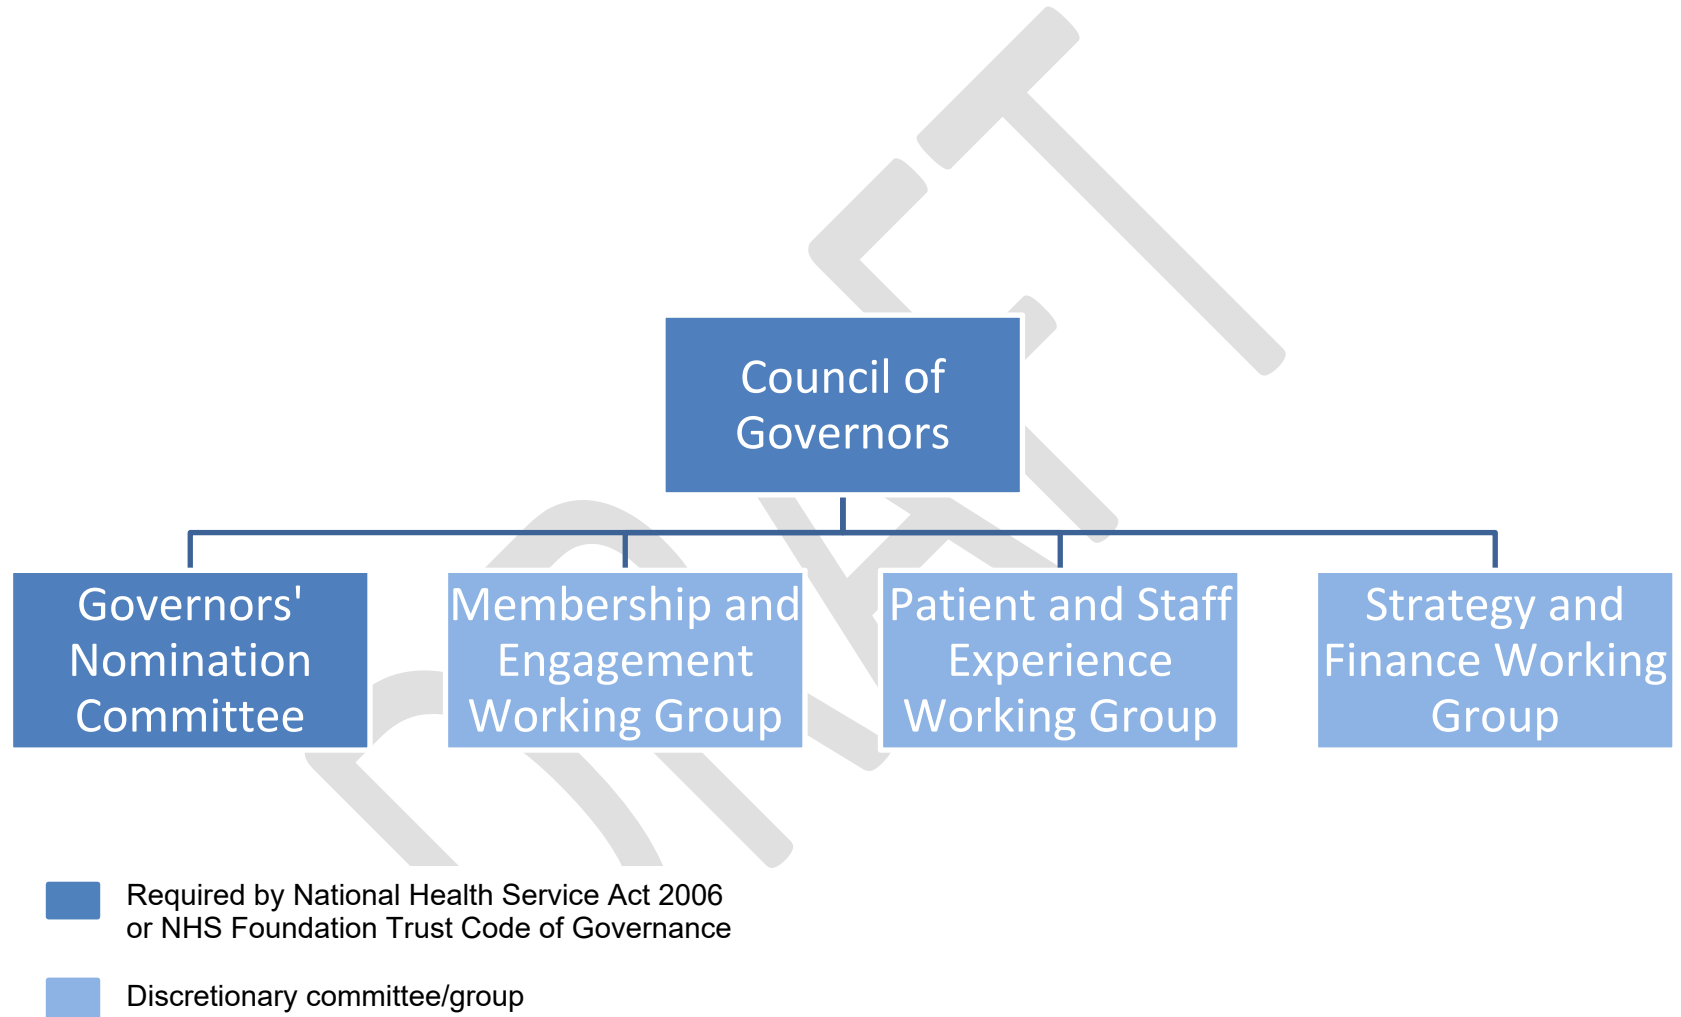 Council of
Governors
Governors'
Nomination
Committee
Membership and
Engagement
Working Group
Patient and Staff
Experience
Working Group
Strategy and
Finance Working
Group
Required by National Health Service Act 2006
or NHS Foundation Trust Code of Governance
Discretionary committee/group
DRAFT